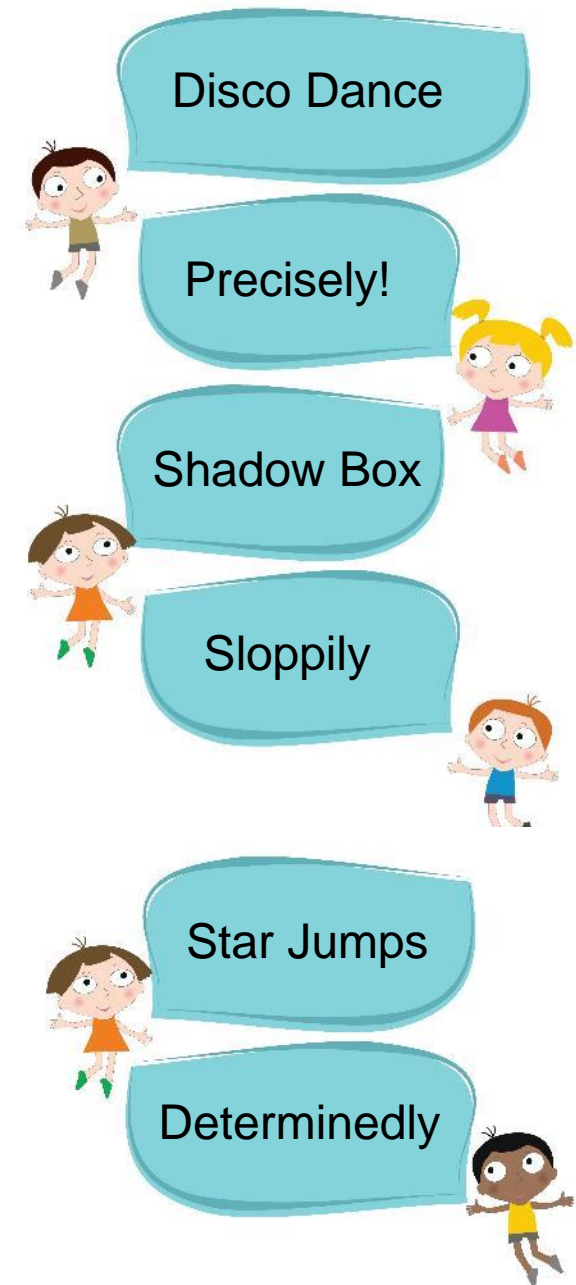 Disco Dance
Precisely!
Shadow Box
Sloppily
Star Jumps
Determinedly